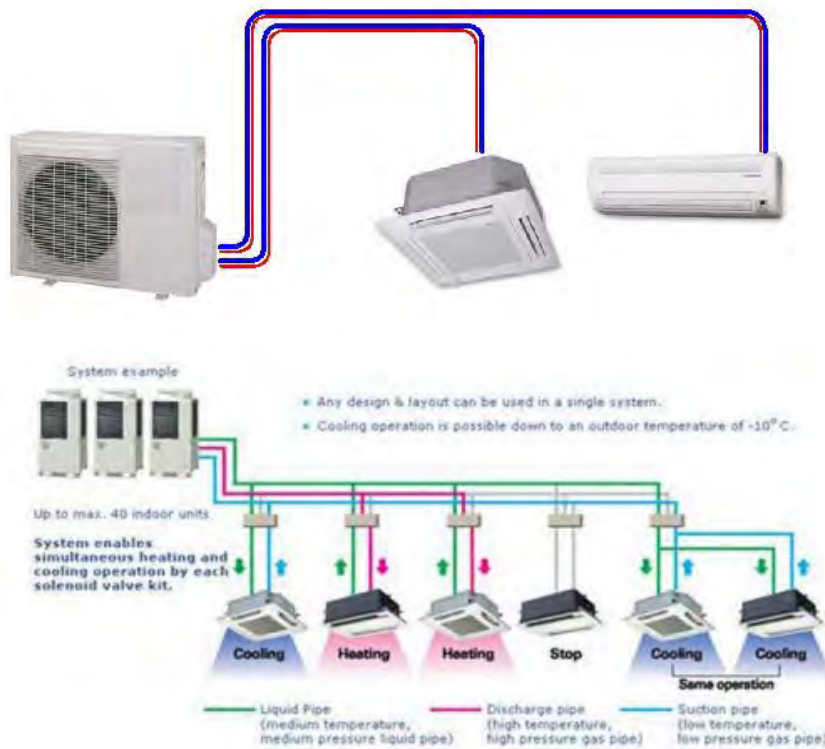 System example
• Any design & layout can be used in a single system.
• Cooling operation is possible down to an outdoor temperature of -10°C.
Up to max. 40 indoor units
System enables
simultaneous heating and
cooling operation by each
solenoid valve kit.
Cooling
Heating
Heating
Stop
Cooling
Cooling
Same operation
Liquid Pipe
(medium temperature,
medium pressure liquid pipe)
Discharge pipe
(high temperature,
high pressure gas pipe)
Suction pipe
(low temperature,
low pressure gas pipe)